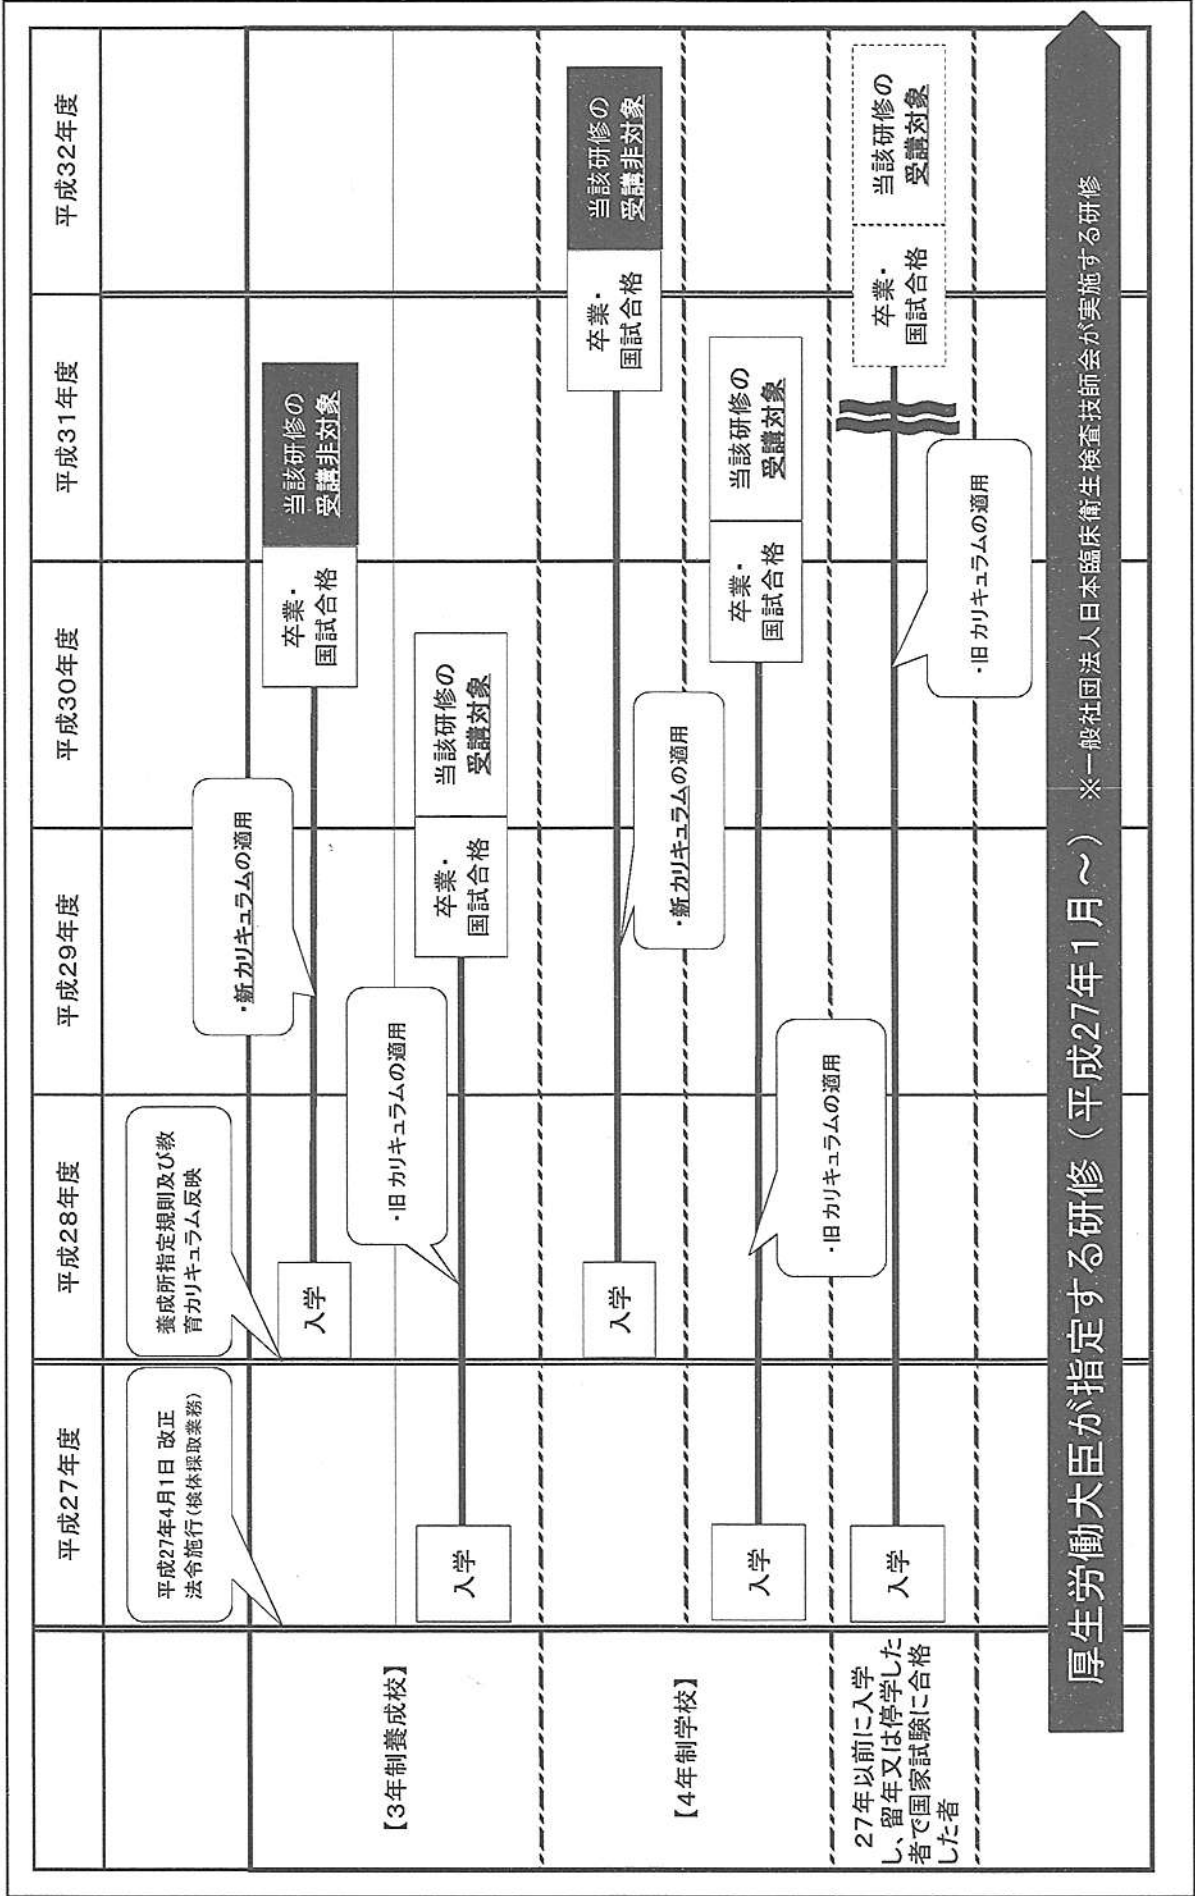 平成27年度
平成28年度
平成29年度
平成30年度
平成31年度
平成32年度
平成27年4月1日 改正
法令施行(検体採取業務)
養成所指定規則及び教
育カリキュラム反映
【3年制養成校】
入学
・新カリキュラムの適用
卒業・
国試合格
当該研修の
受講非対象
入学
・旧カリキュラムの適用
卒業・
国試合格
当該研修の
受講対象
【4年制学校】
入学
・新カリキュラムの適用
卒業・
国試合格
当該研修の
受講非対象
入学
・旧カリキュラムの適用
卒業・
国試合格
当該研修の
受講対象
27年以前に入学
し、留年又は停学した
者で国家試験に合格
した者
入学
・旧カリキュラムの適用
卒業・
国試合格
当該研修の
受講対象
厚生労働大臣が指定する研修(平成27年1月~) ※一般社団法人日本臨床衛生検査技師会が実施する研修